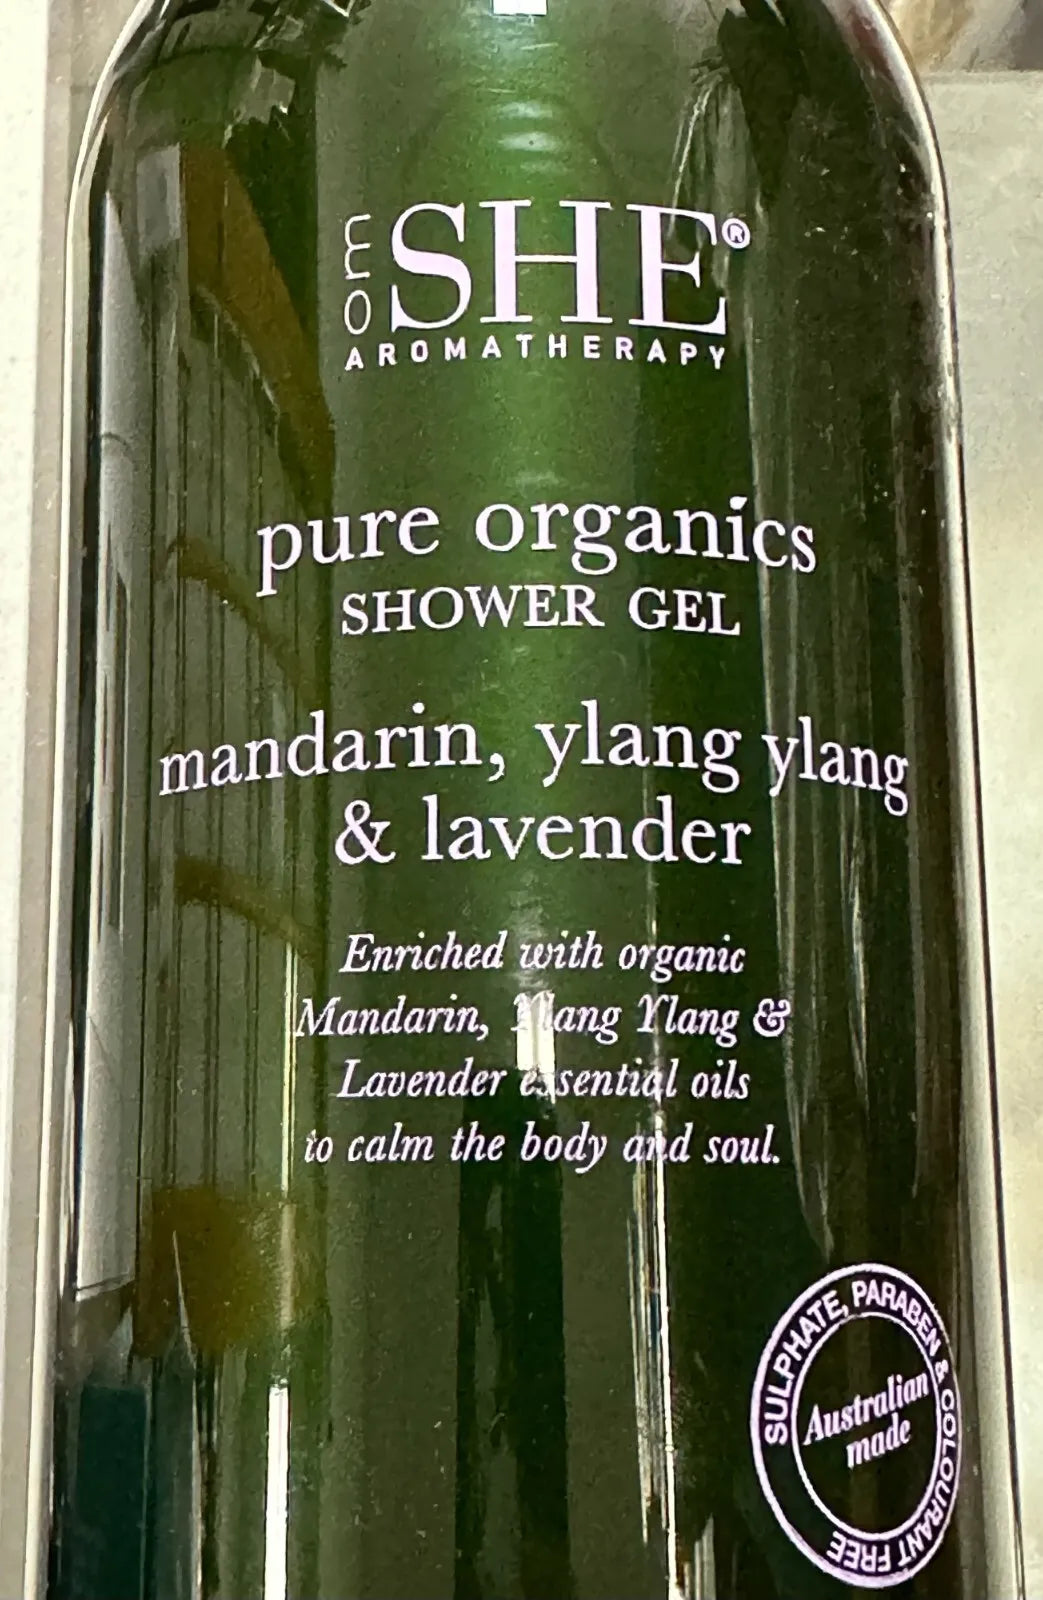 om SHE®
AROMATHERAPY
pure organics
SHOWER GEL
mandarin, ylang ylang
& lavender
Enriched with organic
Mandarin, Ylang Ylang &
Lavender essential oils
to calm the body and soul.
SULPHATE, PARABEN & COLOURANT FREE
Australian
made